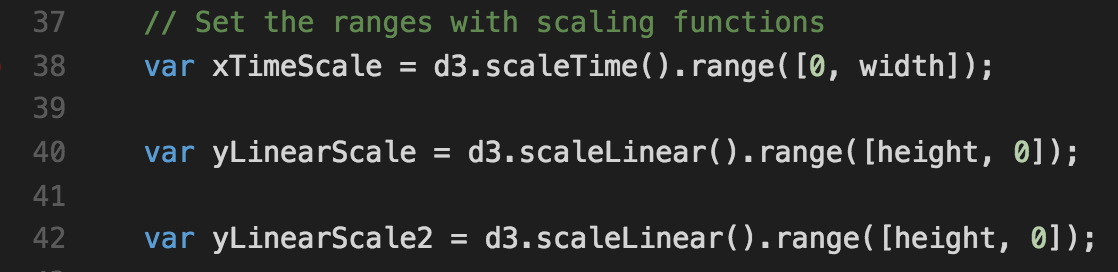 37 // Set the ranges with scaling functions
38 var xTimeScale = d3.scaleTime().range([0, width]);
39
40 var yLinearScale = d3.scaleLinear().range([height, 0]);
41
42 var yLinearScale2 = d3.scaleLinear().range([height, 0]);